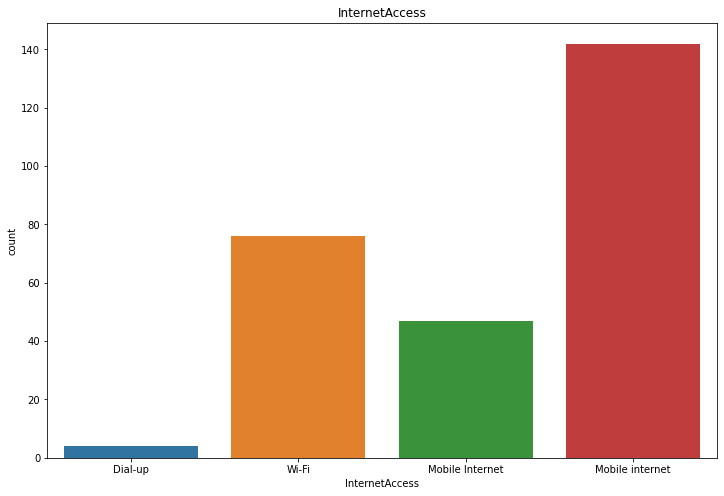 InternetAccess
140
120
100
80
60
40
20
0
count
Dial-up Wi-Fi Mobile Internet Mobile internet
InternetAccess